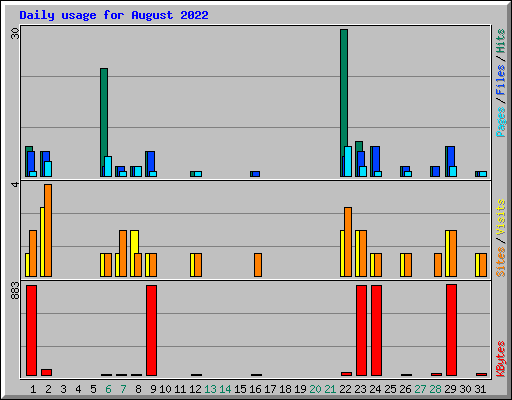 Daily usage for August 2022
30
Pages / Files / Hits
4
Sites / Visits
883
KBytes
1 2 3 4 5 6 7 8 9 10 11 12 13 14 15 16 17 18 19 20 21 22 23 24 25 26 27 28 29 30 31